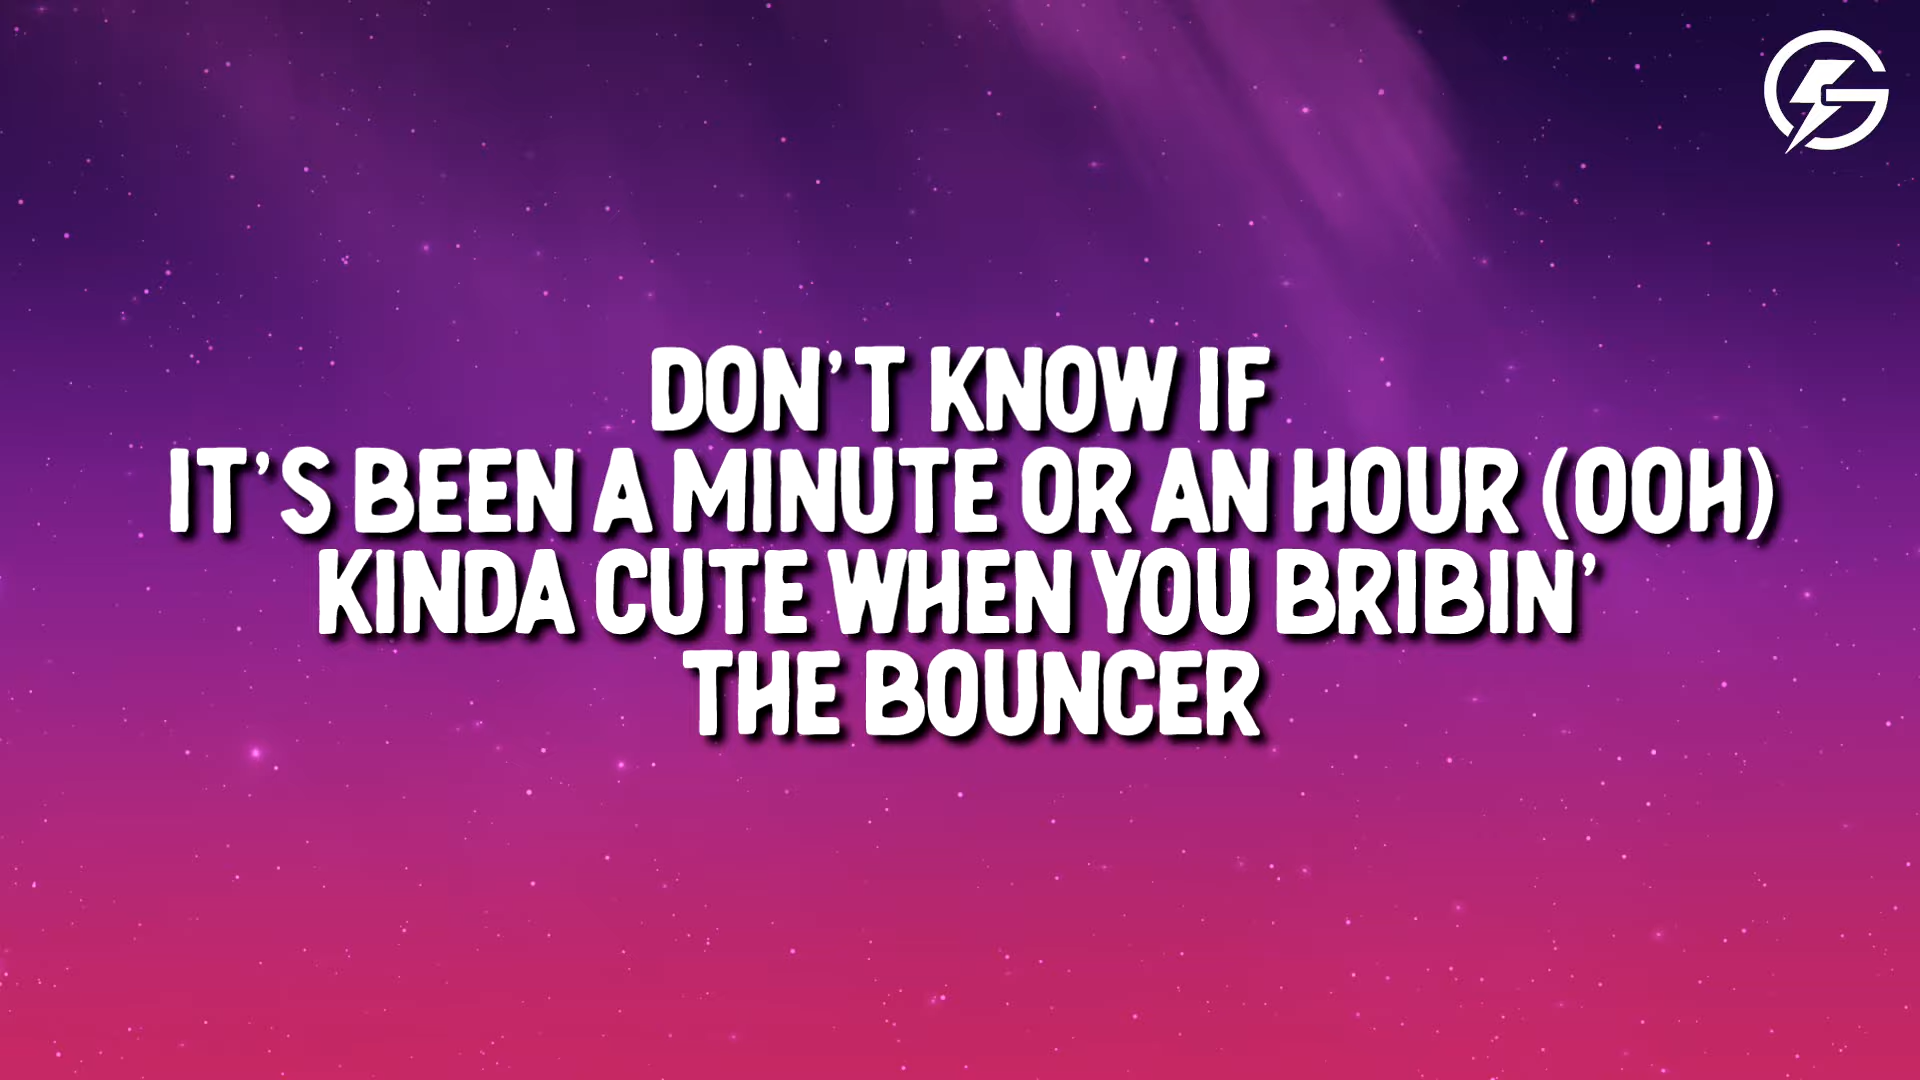 DON'T KNOW IF
IT'S BEEN A MINUTE OR AN HOUR (OOH)
KINDA CUTE WHEN YOU BRIBIN'
THE BOUNCER